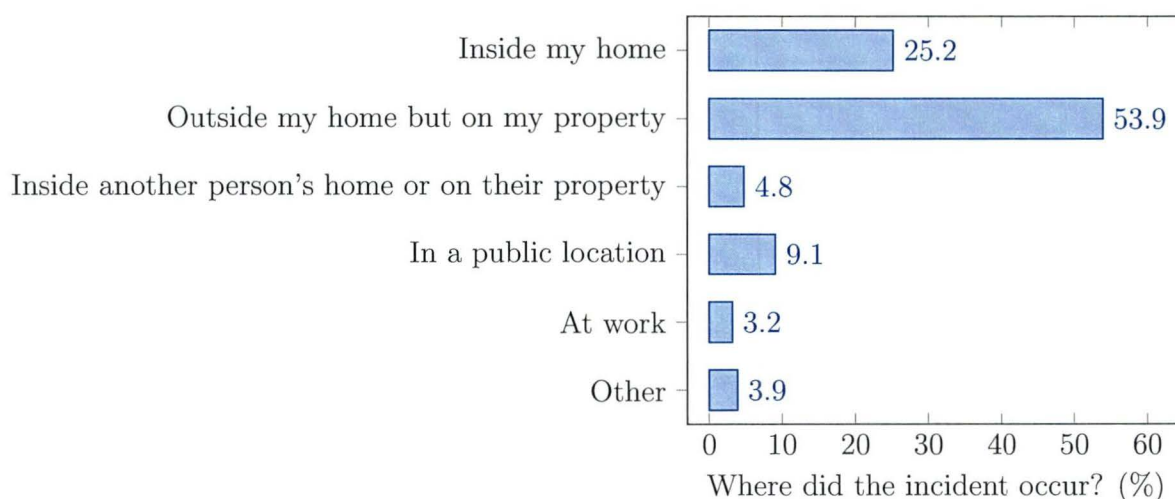 Inside my home
25.2
Outside my home but on my property
53.9
Inside another person's home or on their property
4.8
In a public location
9.1
At work
3.2
Other
3.9
0 10 20 30 40 50 60
Where did the incident occur? (%)